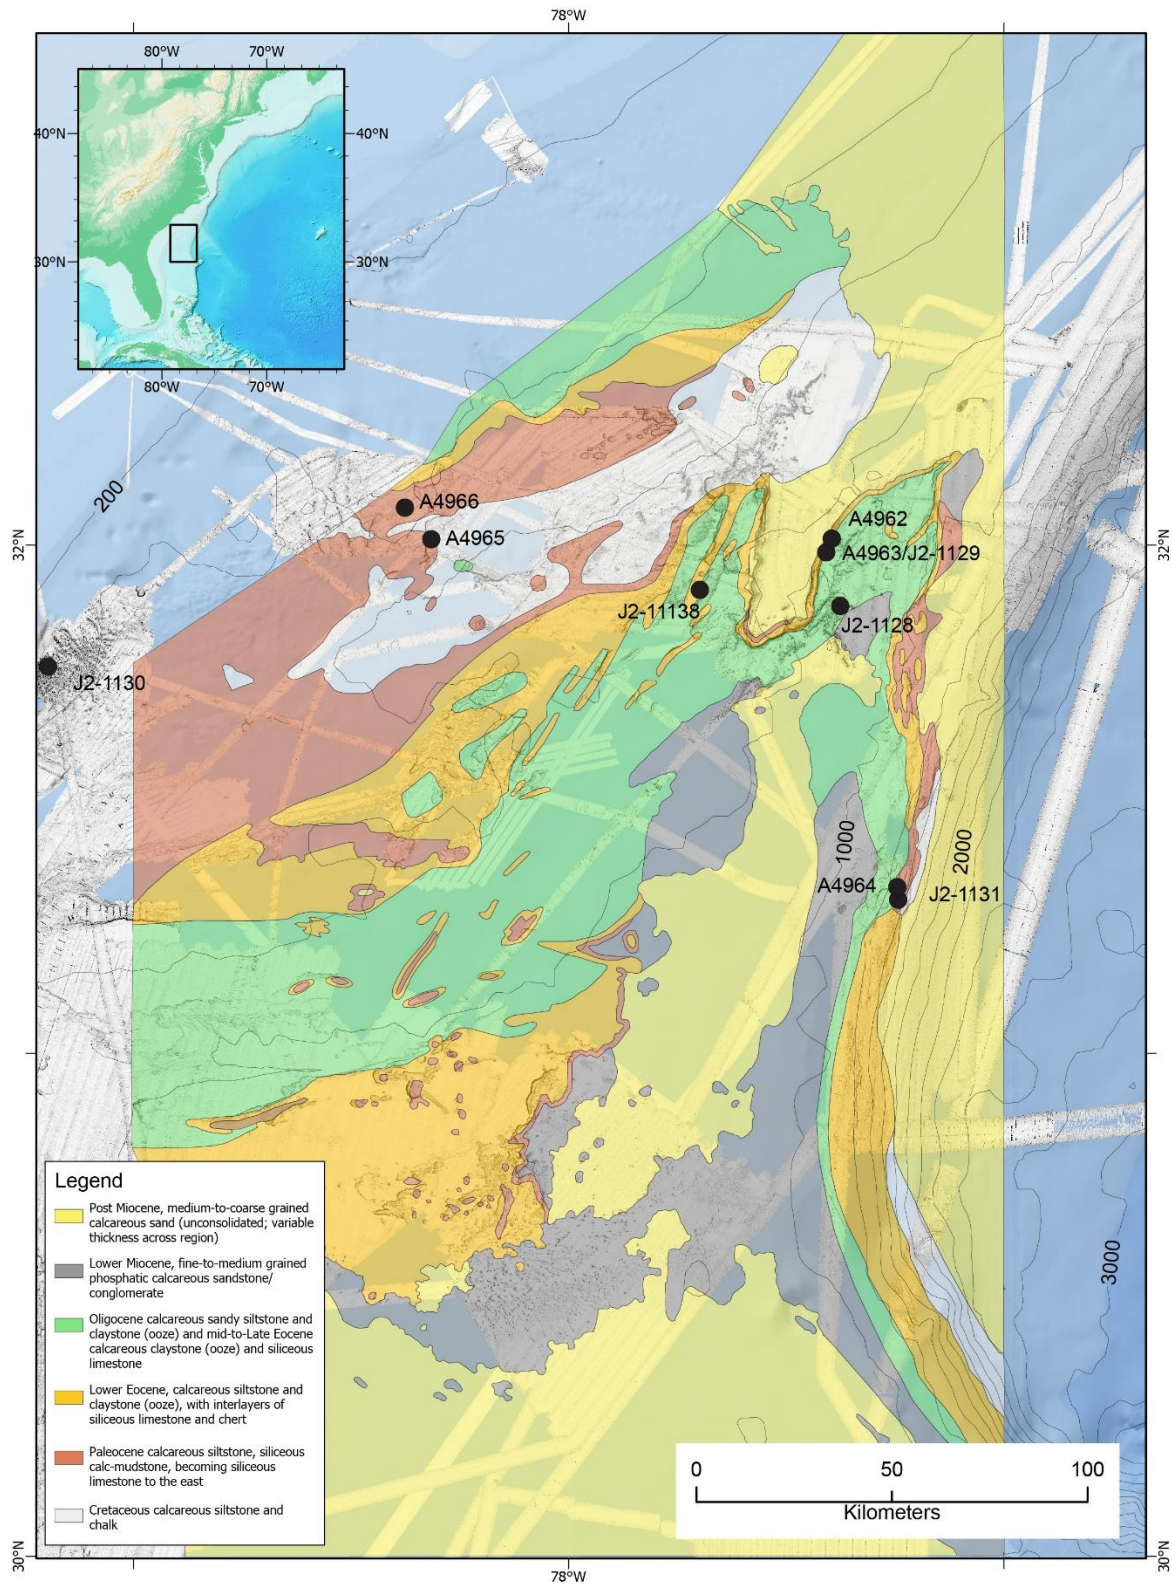 78°W
80°W
70°W
40°N
40°N
30°N
30°N
80°W
70°W
200
A4966
A4965
A4962
A4963/J2-1129
32°N
32°N
J2-11138
J2-1128
J2-1130
1000
2000
A4964
J2-1131
3000
Legend
Post Miocene, medium-to-coarse grained
calcareous sand (unconsolidated; variable
thickness across region)
Lower Miocene, fine-to-medium grained
phosphatic calcareous sandstone/
conglomerate
Oligocene calcareous sandy siltstone and
claystone (ooze) and mid-to-Late Eocene
calcareous claystone (ooze) and siliceous
limestone
Lower Eocene, calcareous siltstone and
claystone (ooze), with interlayers of
siliceous limestone and chert
Paleocene calcareous siltstone, siliceous
calc-mudstone, becoming siliceous
limestone to the east
Cretaceous calcareous siltstone and
chalk
0 50 100
Kilometers
30°N
30°N
78°W